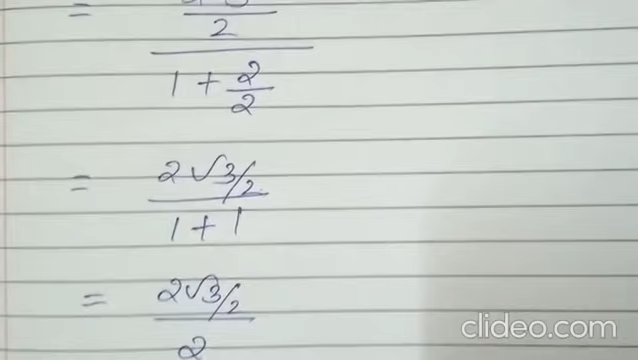 =
2
1 + 2/2
= 2√3/2
1 + 1
= 2√3/2
2
clideo.com